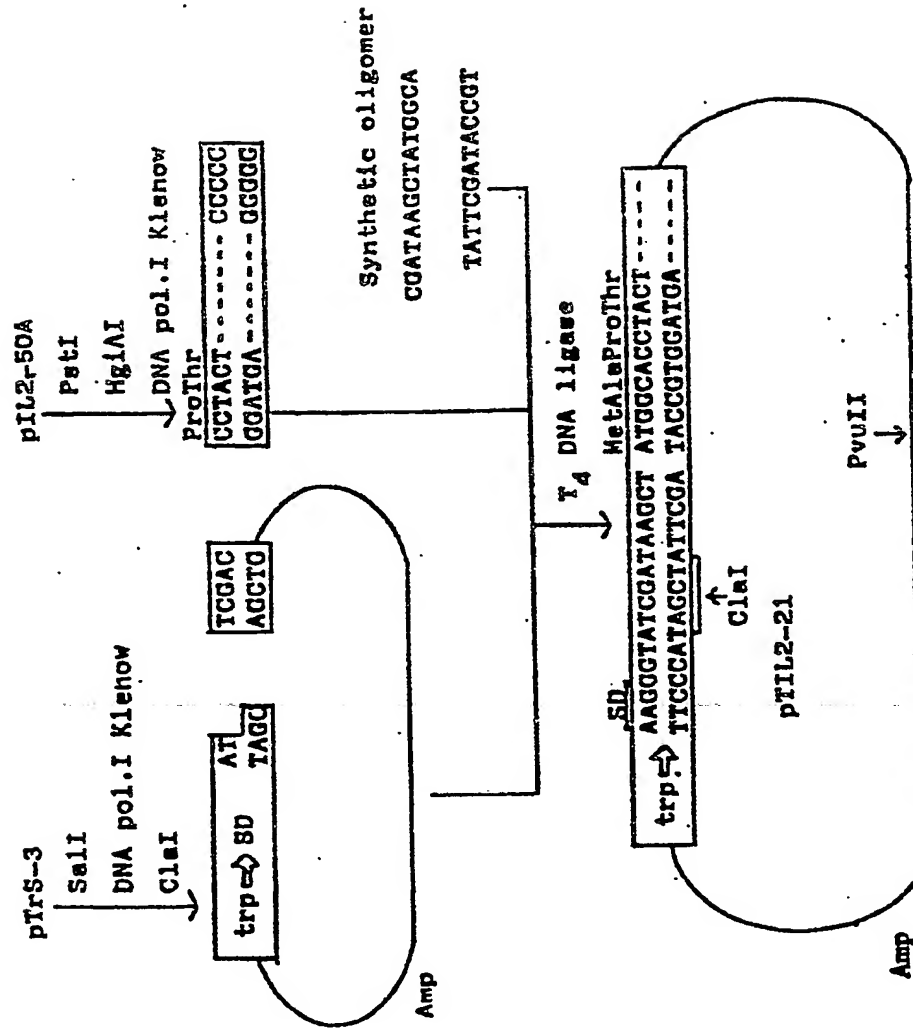 pTrS-3
SalI
DNA pol.I Klenow
ClaI
trp SD
AT
TAGC
TCGAC
AGCTG
Amp
pIL2-50A
PstI
HgiAI
DNA pol.I Klenow
ProThr
CCTACT------- CCCCC
GGATGA------- GGGGG
Synthetic oligomer
CGATAAGCTATGGCA
TATTCGATACCGT
T4 DNA ligase
SD
MetAlaProThr
trp
AAGGGTATCGATAAGCT ATGGCACCTACT-----
TTCCCATAGCTATTCGA TACCGTGGATGA-----
ClaI
pTIL2-21
PvuII
Amp